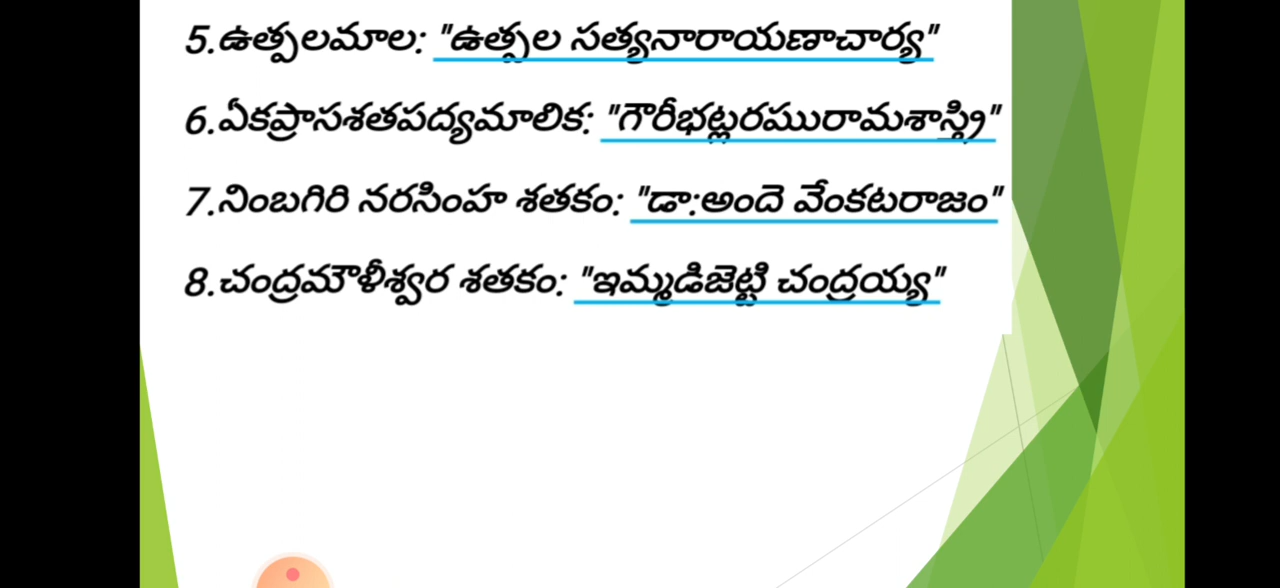 5.ఉత్పలమాల: "ఉత్పల సత్యనారాయణాచార్య"
6.ఏకప్రాసశతపద్యమాలిక: "గౌరీభట్లరఘురామశాస్త్రి"
7.నింబగిరి నరసింహ శతకం: "డా:అందె వేంకటరాజం"
8.చంద్రమౌళీశ్వర శతకం: "ఇమ్మడిజెట్టి చంద్రయ్య"